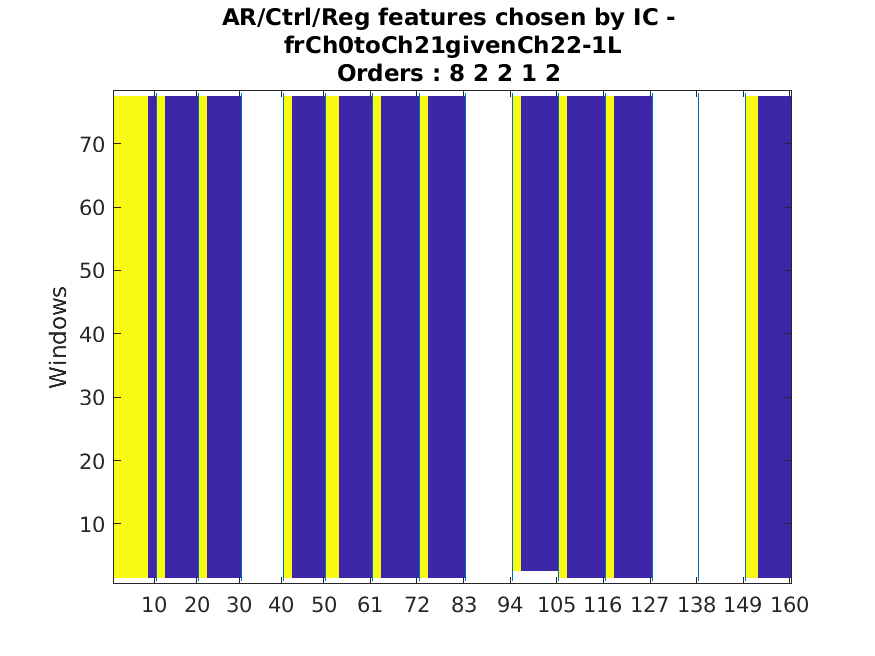 AR/Ctrl/Reg features chosen by IC -
frCh0toCh21givenCh22-1L
Orders : 8 2 2 1 2
Windows
70
60
50
40
30
20
10
10 20 30 40 50 61 72 83 94 105 116 127 138 149 160